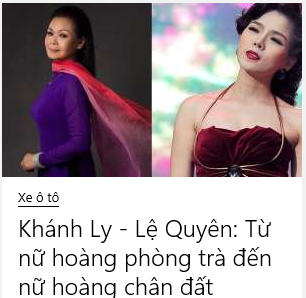 Xe ô tô
Khánh Ly - Lệ Quyên: Từ
nữ hoàng phòng trà đến
nữ hoàng chân đất